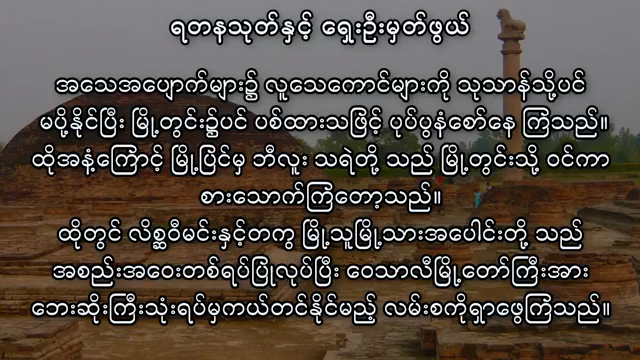 ရတနသုတ်နှင့် ရှေးဦးမှတ်ဖွယ်
အသေအပျောက်များ၌ လူသေကောင်များကို သုသာန်သို့ပင်
မပို့နိုင်ပြီး မြို့တွင်း၌ပင် ပစ်ထားသဖြင့် ပုပ်ပွနံစော်နေ ကြသည်။
ထိုအနံ့ကြောင့် မြို့ပြင်မှ ဘီလူး သရဲတို့ သည် မြို့တွင်းသို့ ဝင်ကာ
စားသောက်ကြတော့သည်။
ထိုတွင် လိစ္ဆဝီမင်းနှင့်တကွ မြို့သူမြို့သားအပေါင်းတို့ သည်
အစည်းအဝေးတစ်ရပ်ပြုလုပ်ပြီး ဝေသာလီမြို့တော်ကြီးအား
ဘေးဆိုးကြီးသုံးရပ်မှကယ်တင်နိုင်မည့် လမ်းစကိုရှာဖွေကြသည်။